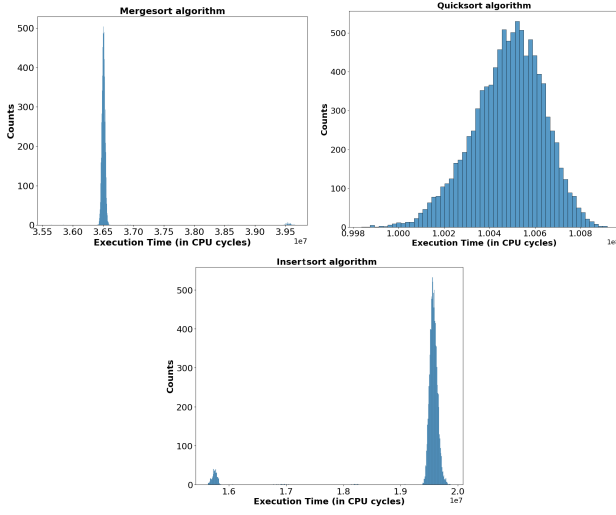 Mergesort algorithm
Counts
500
400
300
200
100
0
3.55 3.60 3.65 3.70 3.75 3.80 3.85 3.90 3.95
1e7
Execution Time (in CPU cycles)
Quicksort algorithm
Counts
500
400
300
200
100
0
0.998 1.000 1.002 1.004 1.006 1.008
Execution Time (in CPU cycles)
Insertsort algorithm
Counts
500
400
300
200
100
0
1.6 1.7 1.8 1.9 2.0
1e7
Execution Time (in CPU cycles)